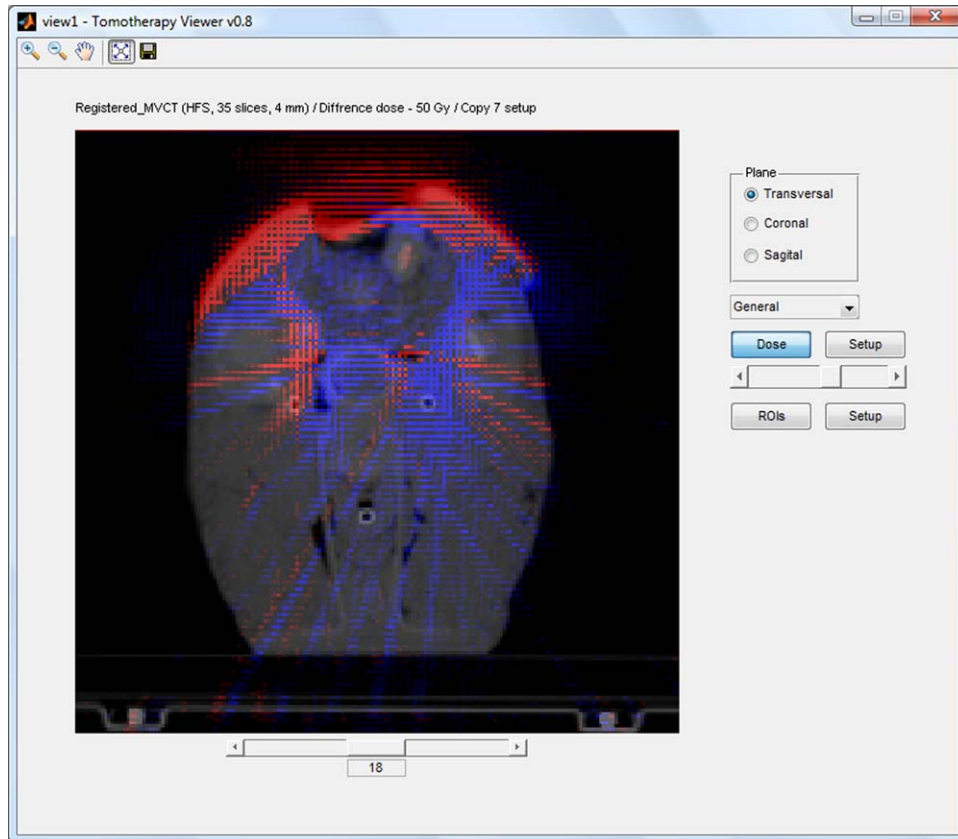 view1 - Tomotherapy Viewer v0.8
Registered_MVCT (HFS, 35 slices, 4 mm) / Diffrence dose - 50 Gy / Copy 7 setup
Plane
Transversal
Coronal
Sagital
General
Dose
Setup
ROIs
Setup
18